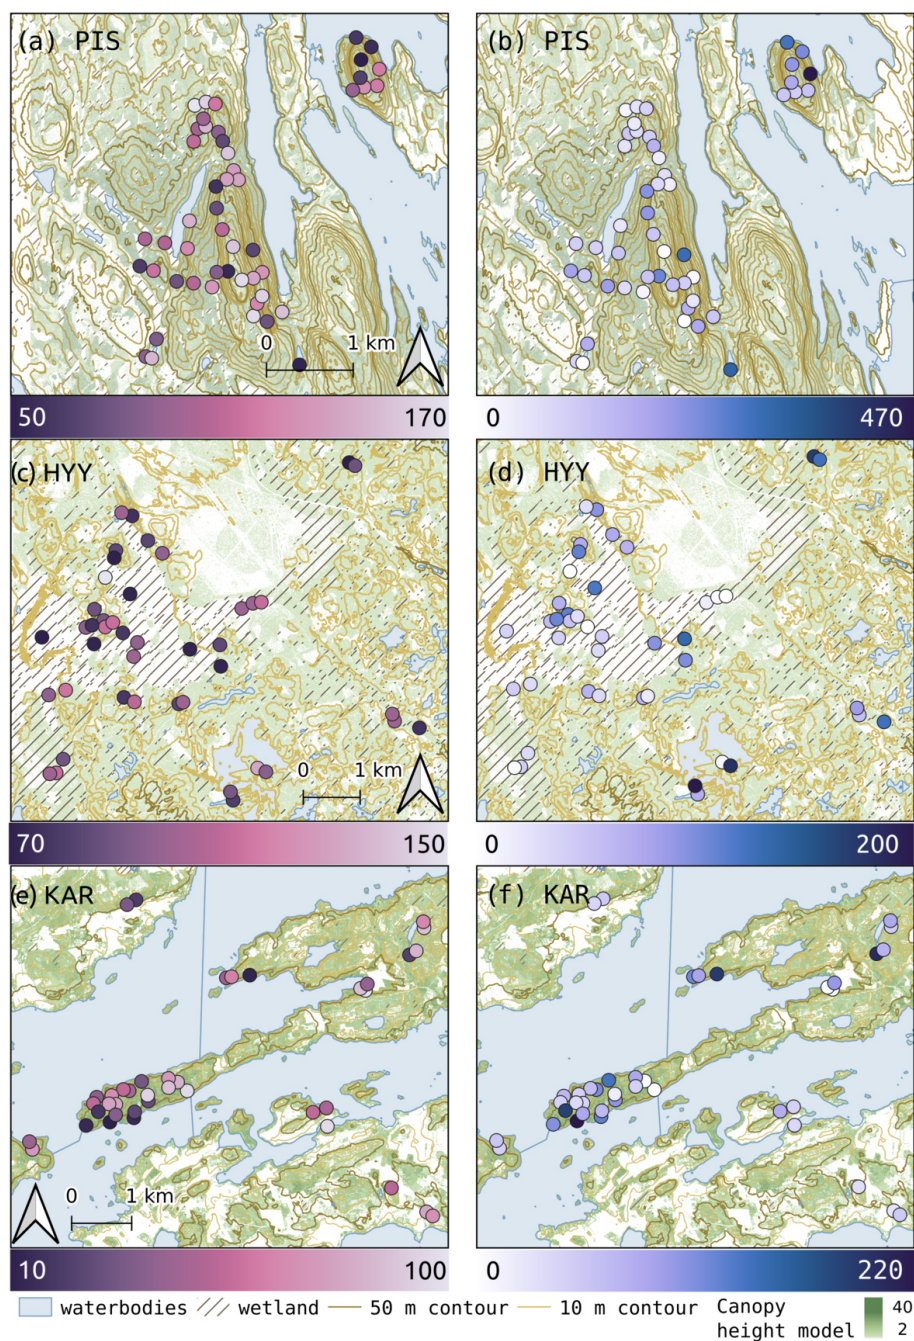 (a) PIS
(b) PIS
0 1 km
50 170
0 470
(c) HYY
(d) HYY
0 1 km
70 150
0 200
(e) KAR
(f) KAR
0 1 km
10 100
0 220
waterbodies wetland 50 m contour 10 m contour Canopy height model 40 2